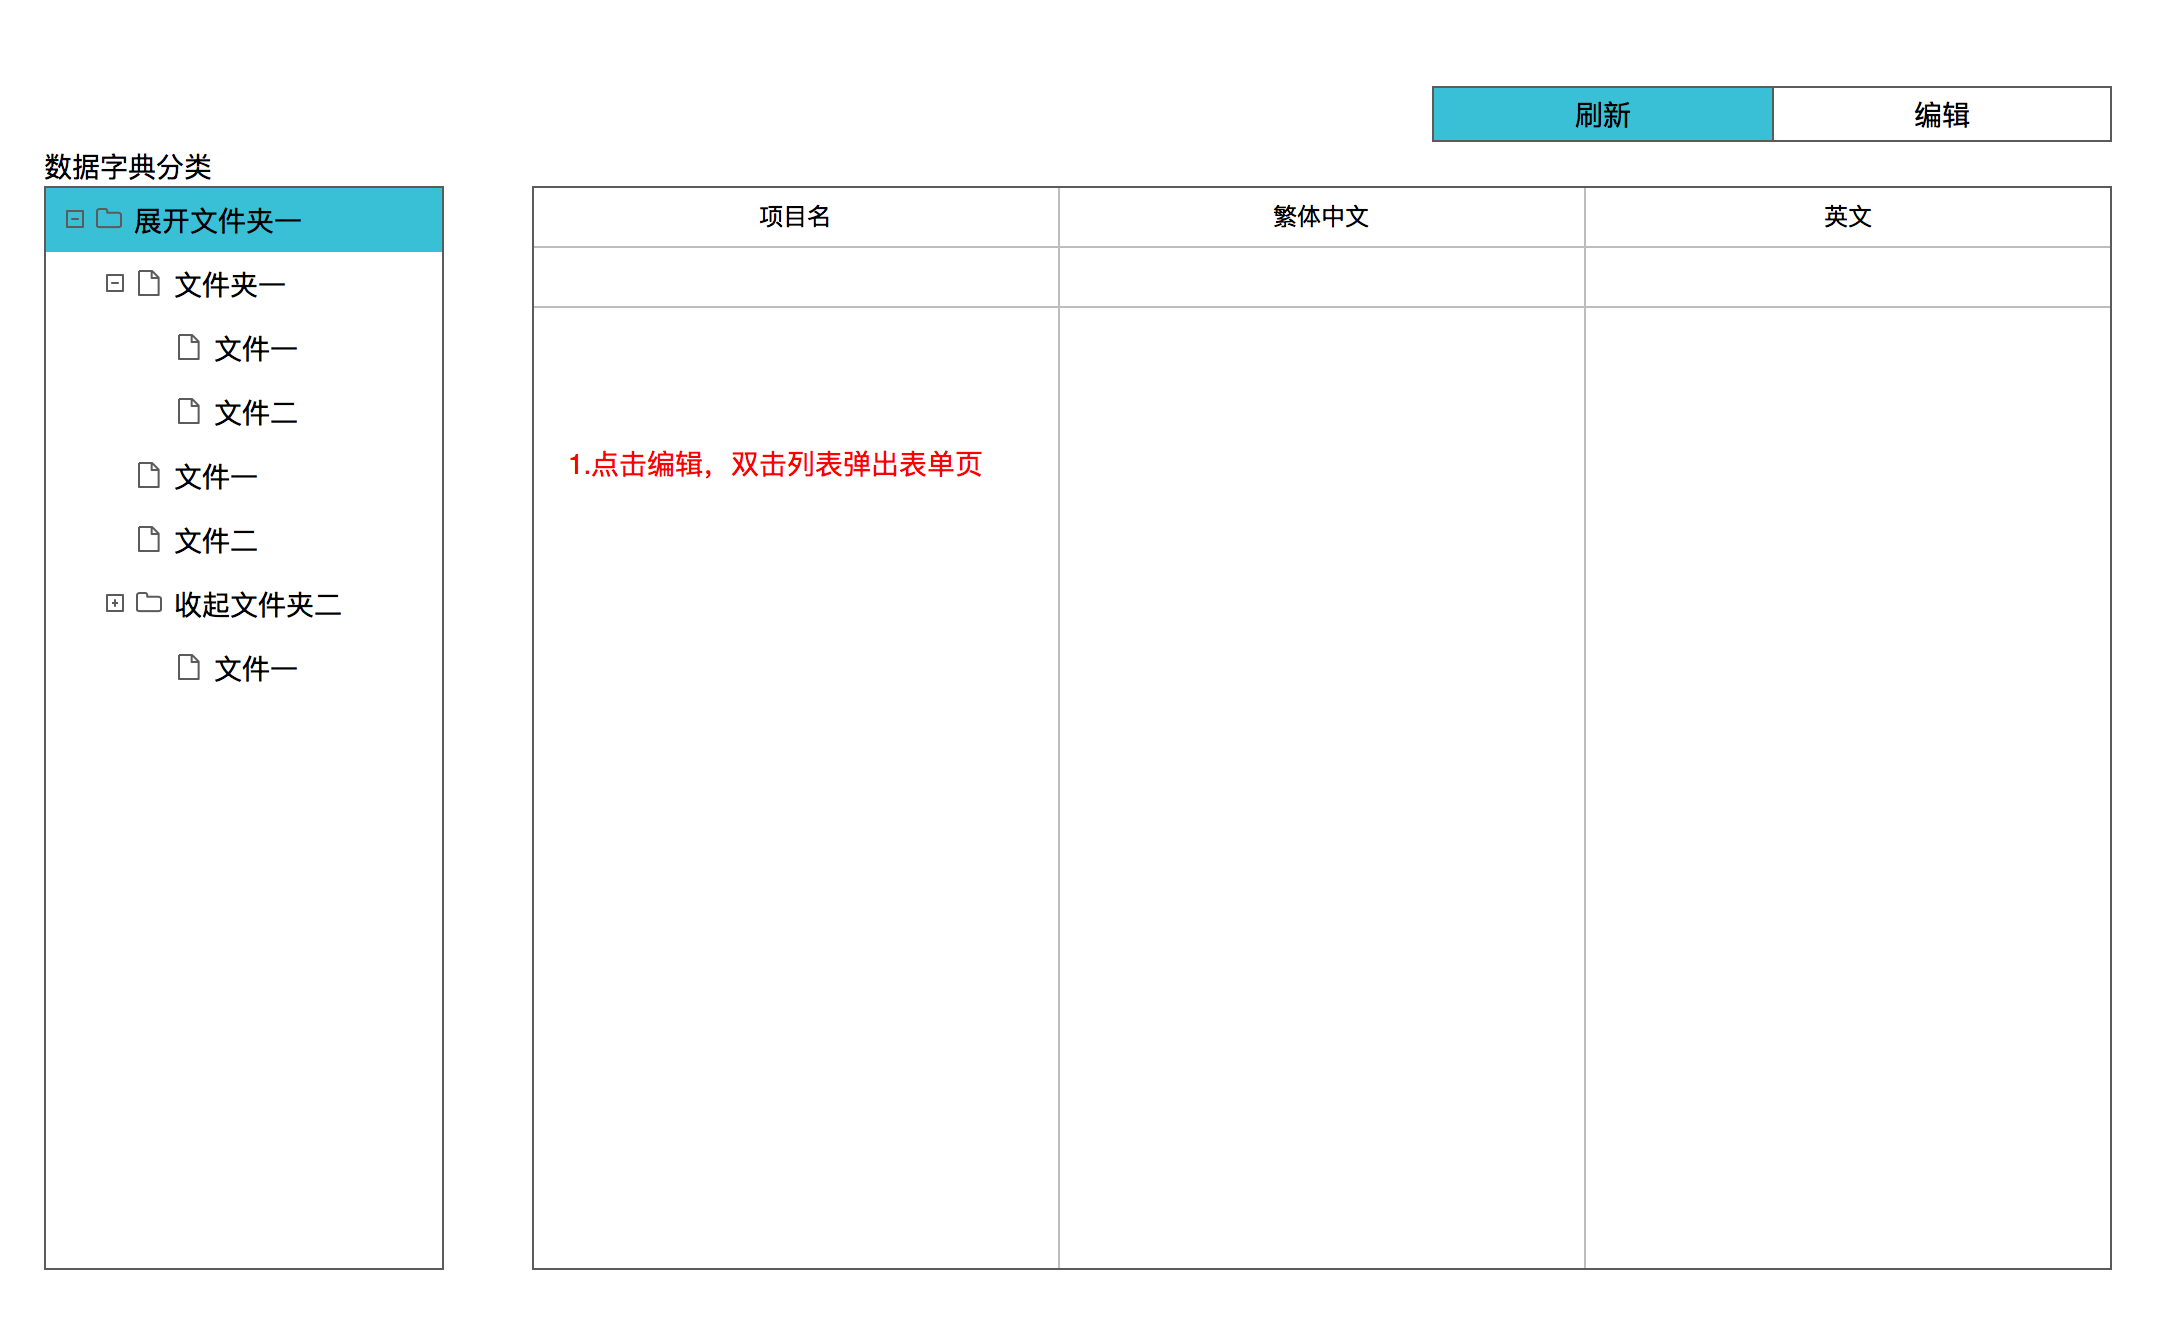 刷新
编辑
数据字典分类
展开文件夹一
文件夹一
文件一
文件二
文件一
文件二
收起文件夹二
文件一
项目名
繁体中文
英文
1.点击编辑，双击列表弹出表单页